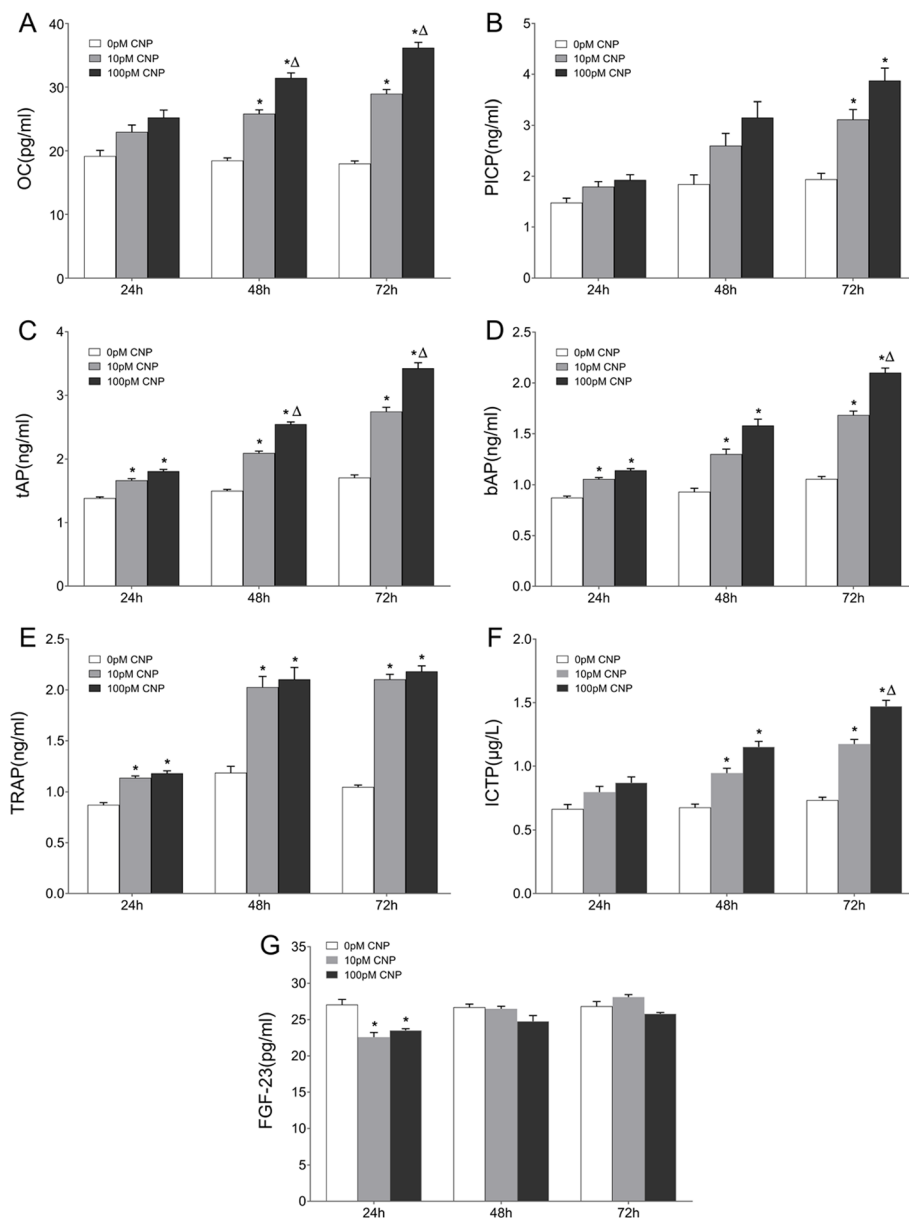 A
OC(pg/ml)
40
30
20
10
0
0pM CNP
10pM CNP
100pM CNP
*
*Δ
*
*Δ
24h
48h
72h
B
PICP(ng/ml)
5
4
3
2
1
0
0pM CNP
10pM CNP
100pM CNP
*
*
24h
48h
72h
C
tAP(ng/ml)
4
3
2
1
0
0pM CNP
10pM CNP
100pM CNP
*
*
*
*Δ
*
*Δ
24h
48h
72h
D
bAP(ng/ml)
2.5
2.0
1.5
1.0
0.5
0.0
0pM CNP
10pM CNP
100pM CNP
*
*
*
*
*
*Δ
24h
48h
72h
E
TRAP(ng/ml)
2.5
2.0
1.5
1.0
0.5
0.0
0pM CNP
10pM CNP
100pM CNP
*
*
*
*
*
*
24h
48h
72h
F
ICTP(μg/L)
2.0
1.5
1.0
0.5
0.0
0pM CNP
10pM CNP
100pM CNP
*
*
*
*Δ
24h
48h
72h
G
FGF-23(pg/ml)
35
30
25
20
15
10
5
0
0pM CNP
10pM CNP
100pM CNP
*
*
24h
48h
72h